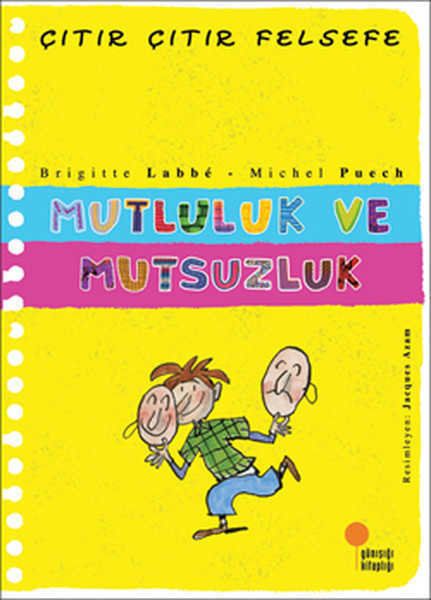 ÇITIR ÇITIR FELSEFE
Brigitte Labbé - Michel Puech
MUTLULUK VE
MUTSUZLUK
Resimleyen: Jacques Azam
günışığı
kitaplığı